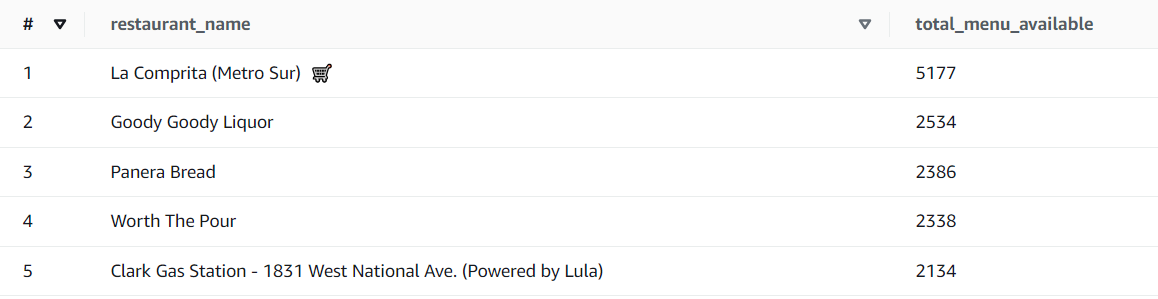 # restaurant_name total_menu_available
1 La Comprita (Metro Sur) 🛒 5177
2 Goody Goody Liquor 2534
3 Panera Bread 2386
4 Worth The Pour 2338
5 Clark Gas Station - 1831 West National Ave. (Powered by Lula) 2134